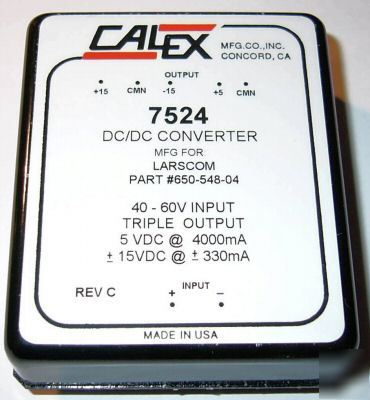 CALEX
MFG.CO.,INC.
CONCORD, CA
OUTPUT
+15 CMN -15 +5 CMN
7524
DC/DC CONVERTER
MFG FOR:
LARSCOM
PART #650-548-04
40 - 60V INPUT
TRIPLE OUTPUT
5 VDC @ 4000mA
± 15VDC @ ± 330mA
REV C
INPUT
+ −
MADE IN USA